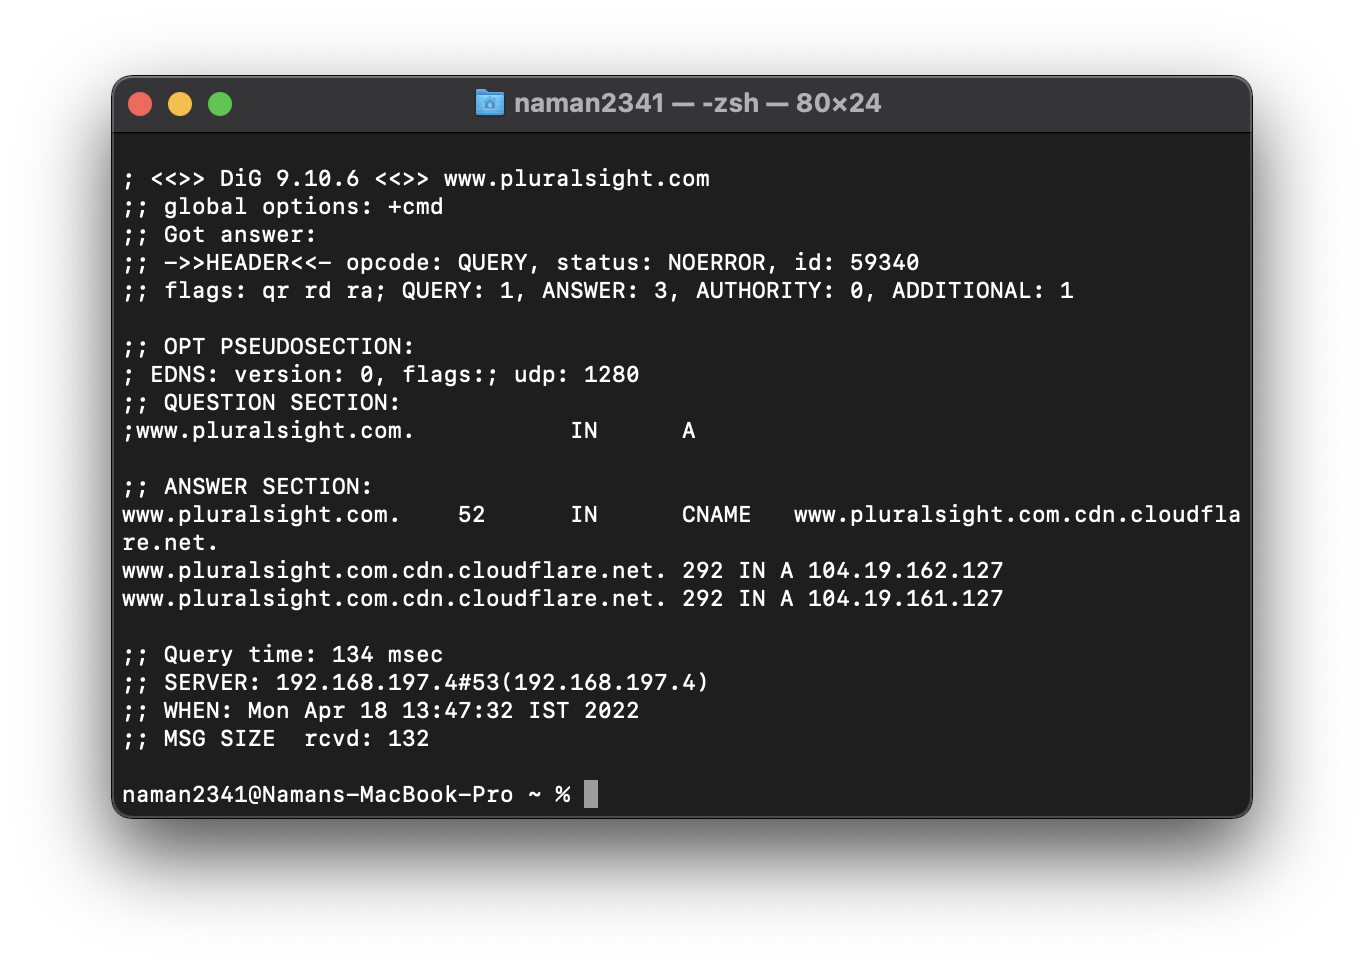 naman2341 — -zsh — 80×24
; <<>> DiG 9.10.6 <<>> www.pluralsight.com
;; global options: +cmd
;; Got answer:
;; ->>HEADER<<- opcode: QUERY, status: NOERROR, id: 59340
;; flags: qr rd ra; QUERY: 1, ANSWER: 3, AUTHORITY: 0, ADDITIONAL: 1
;; OPT PSEUDOSECTION:
; EDNS: version: 0, flags:; udp: 1280
;; QUESTION SECTION:
;www.pluralsight.com. IN A
;; ANSWER SECTION:
www.pluralsight.com. 52 IN CNAME www.pluralsight.com.cdn.cloudfla
re.net.
www.pluralsight.com.cdn.cloudflare.net. 292 IN A 104.19.162.127
www.pluralsight.com.cdn.cloudflare.net. 292 IN A 104.19.161.127
;; Query time: 134 msec
;; SERVER: 192.168.197.4#53(192.168.197.4)
;; WHEN: Mon Apr 18 13:47:32 IST 2022
;; MSG SIZE  rcvd: 132
naman2341@Namans-MacBook-Pro ~ %